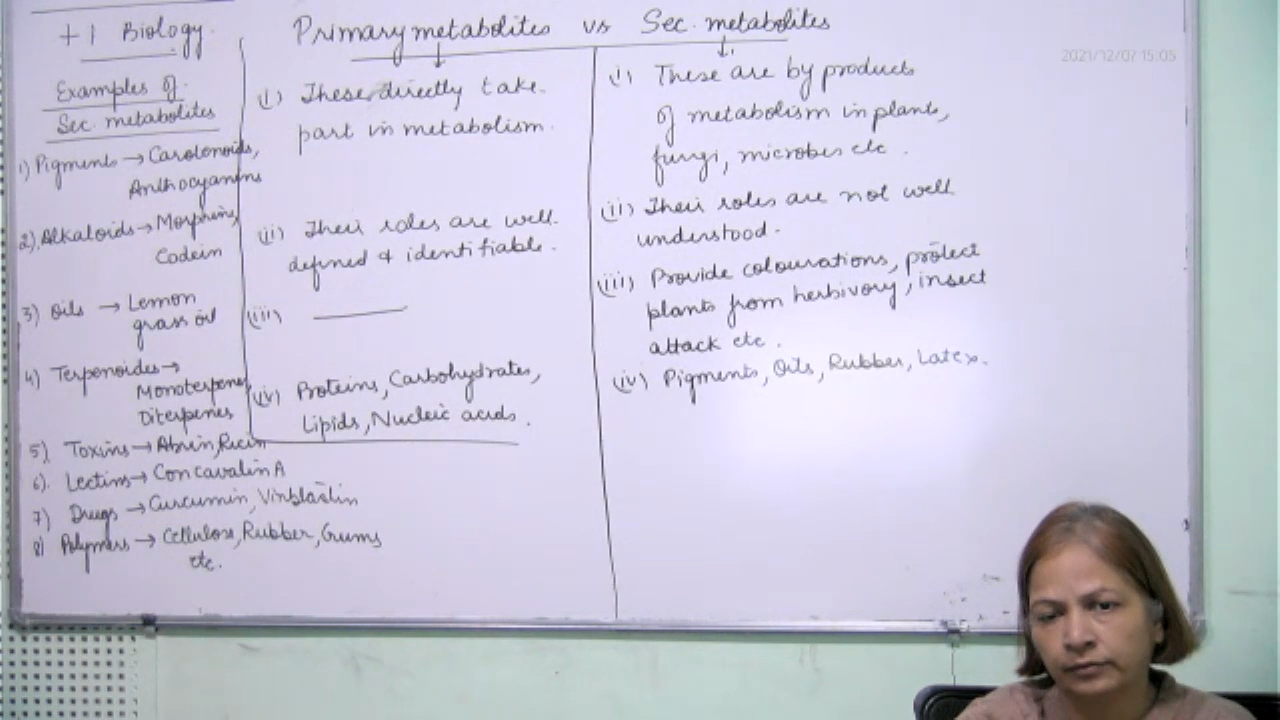 +1 Biology.
Primary metabolites vs Sec. metabolites
2021/12/07 15:05
Examples of
Sec. metabolites
1) Pigments → Carotenoids,
Anthocyanins
2) Alkaloids → Morphine,
Codein
3) Oils → Lemon
grass oil
4) Terpenoides →
Monoterpenes
Diterpenes
5) Toxins → Abrin, Ricin
6) Lectins → Concavalin A
7) Drugs → Curcumin, Vinblastin
8) Polymers → Cellulose, Rubber, Gums
etc.
(i) These directly take
part in metabolism.
(ii) Their roles are well
defined & identifiable.
(iii) ———
(iv) Proteins, Carbohydrates,
Lipids, Nucleic acids.
(i) These are by products
of metabolism in plants,
fungi, microbes etc.
(ii) Their roles are not well
understood.
(iii) Provide colourations, protect
plants from herbivory, insect
attack etc.
(iv) Pigments, Oils, Rubber, Latex.